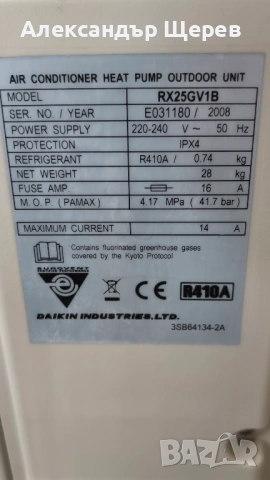 Александър Щерев
AIR CONDITIONER HEAT PUMP OUTDOOR UNIT
MODEL RX25GV1B
SER. NO. / YEAR E031180 / 2008
POWER SUPPLY 220-240 V ~ 50 Hz
PROTECTION IPX4
REFRIGERANT R410A / 0.74 kg
NET WEIGHT 28 kg
FUSE AMP. 16 A
M. O. P. (PAMAX) 4.17 MPa ( 41.7 bar)
MAXIMUM CURRENT 14 A
Contains fluorinated greenhouse gases
covered by the Kyoto Protocol
EUROVENT
CE R410A
DAIKIN INDUSTRIES, LTD.
3SB64134-2A
bazar